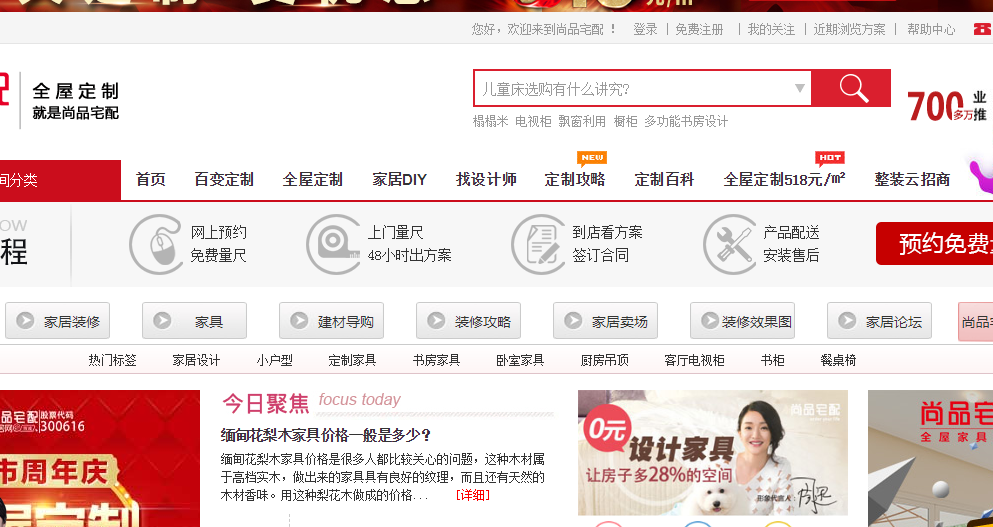 元/㎡
您好，欢迎来到尚品宅配 ！ 登录 | 免费注册 | 我的关注 | 近期浏览方案 | 帮助中心
配
全屋定制
就是尚品宅配
儿童床选购有什么讲究?
700多万
业
推
榻榻米 电视柜 飘窗利用 橱柜 多功能书房设计
NEW
HOT
间分类 首页 百变定制 全屋定制 家居DIY 找设计师 定制攻略 定制百科 全屋定制518元/㎡ 整装云招商
OW
程
网上预约
免费量尺
上门量尺
48小时出方案
到店看方案
签订合同
产品配送
安装售后
预约免费
家居装修 家具 建材导购 装修攻略 家居卖场 装修效果图 家居论坛 尚品
热门标签 家居设计 小户型 定制家具 书房家具 卧室家具 厨房吊顶 客厅电视柜 书柜 餐桌椅
品宅配 股票代码
.300616
市周年庆
今日聚焦 focus today
缅甸花梨木家具价格一般是多少?
缅甸花梨木家具价格是很多人都比较关心的问题，这种木材属
于高档实木，做出来的家具具有良好的纹理，而且还有天然的
木材香味。用这种梨花木做成的价格... [详细]
尚品宅配
0元
设计家具
让房子多28%的空间
形象代言人：
尚品宅
全屋家具